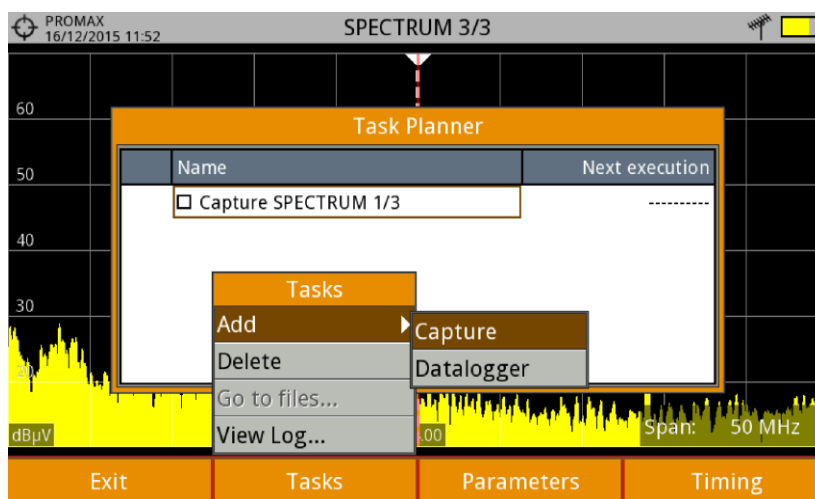 PROMAX
16/12/2015 11:52
SPECTRUM 3/3
60
Task Planner
50
Name Next execution
Capture SPECTRUM 1/3 ----------
40
Tasks
30
Add Capture
Delete Datalogger
20
Go to files...
dBµV View Log... .00 Span: 50 MHz
Exit Tasks Parameters Timing